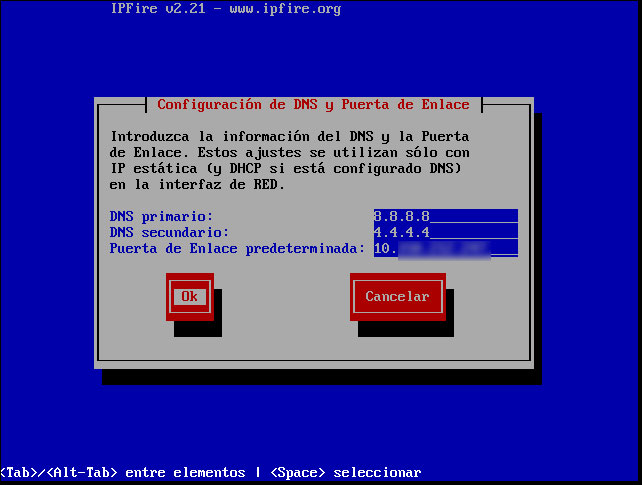 IPFire v2.21 - www.ipfire.org
Configuración de DNS y Puerta de Enlace
Introduzca la información del DNS y la Puerta
de Enlace. Estos ajustes se utilizan sólo con
IP estática (y DHCP si está configurado DNS)
en la interfaz de RED.
DNS primario: 8.8.8.8
DNS secundario: 4.4.4.4
Puerta de Enlace predeterminada: 10.
Ok Cancelar
<Tab>/<Alt-Tab> entre elementos | <Space> seleccionar